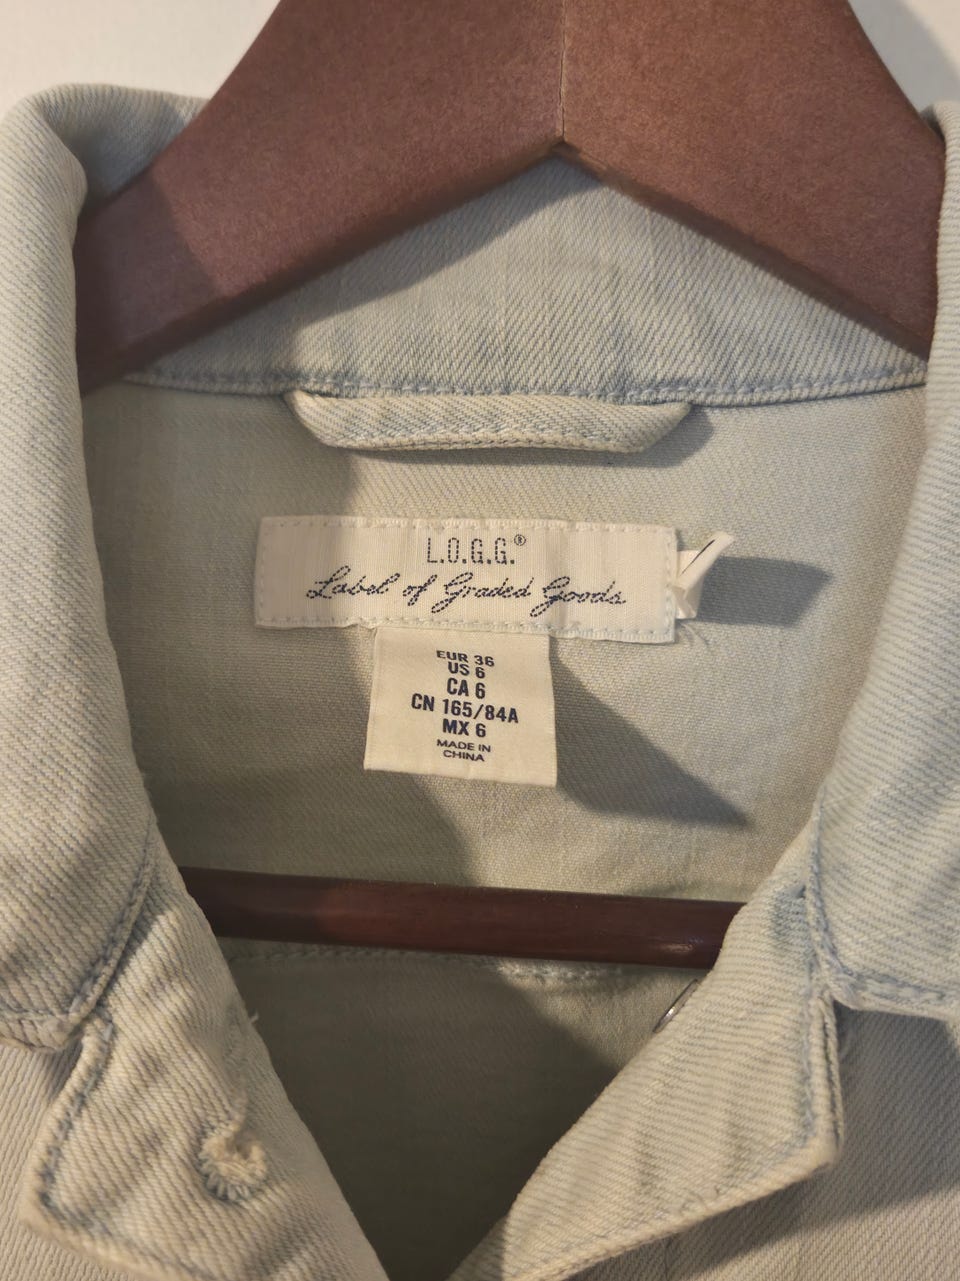 L.O.G.G.®
Label of Graded Goods
EUR 36
US 6
CA 6
CN 165/84A
MX 6
MADE IN
CHINA